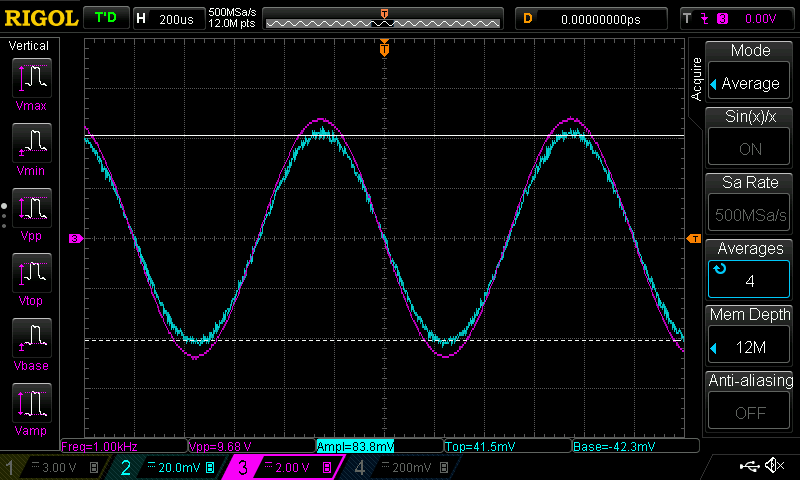 RIGOL T'D H 200us 500MSa/s 12.0M pts T D 0.00000000ps T 3 0.00V
Vertical
T
Vmax
Vmin
Vpp
Vtop
Vbase
Vamp
3
T
Acquire
Mode
Average
Sin(x)/x
ON
Sa Rate
500MSa/s
Averages
4
Mem Depth
12M
Anti-aliasing
OFF
Freq=1.00kHz Vpp=9.68 V Ampl=83.8mV Top=41.5mV Base=-42.3mV
1 3.00 V B 2 20.0mV B 3 2.00 V B 4 200mV B